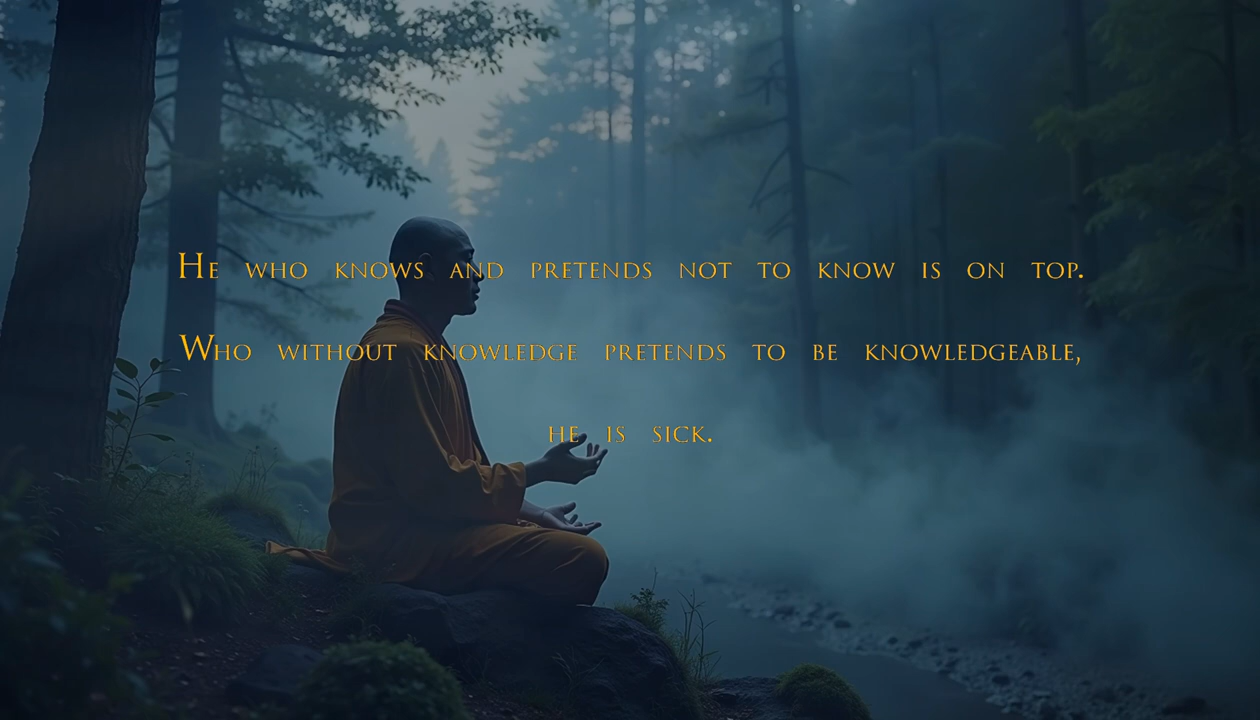 He who knows and pretends not to know is on top.
Who without knowledge pretends to be knowledgeable,
he is sick.